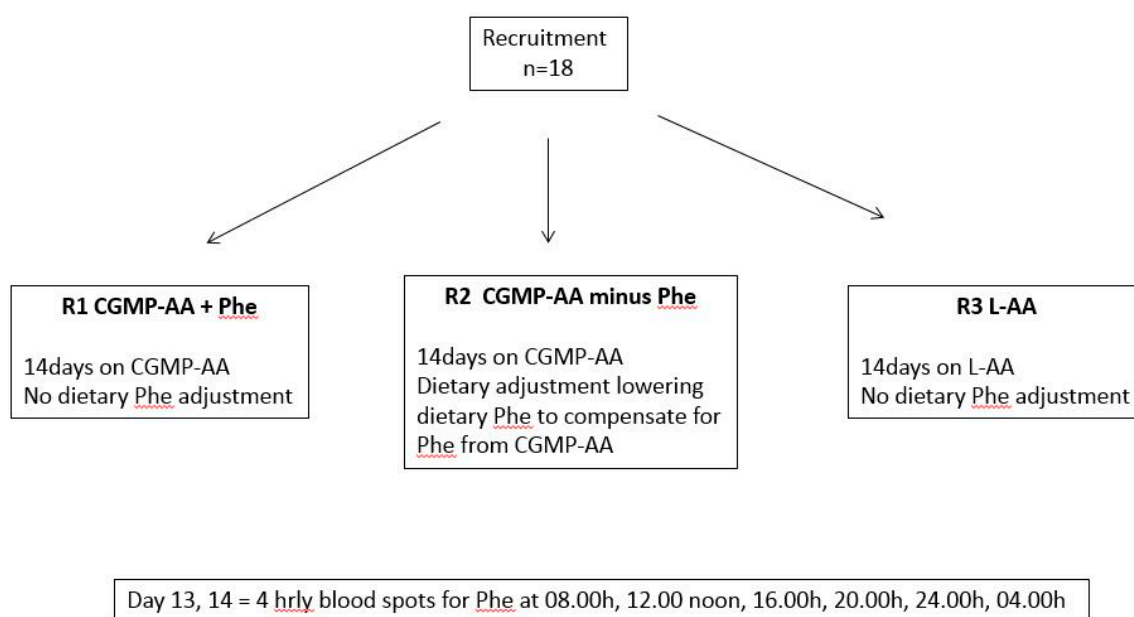 Recruitment
n=18
R1 CGMP-AA + Phe
14days on CGMP-AA
No dietary Phe adjustment
R2 CGMP-AA minus Phe
14days on CGMP-AA
Dietary adjustment lowering
dietary Phe to compensate for
Phe from CGMP-AA
R3 L-AA
14days on L-AA
No dietary Phe adjustment
Day 13, 14 = 4 hrly blood spots for Phe at 08.00h, 12.00 noon, 16.00h, 20.00h, 24.00h, 04.00h